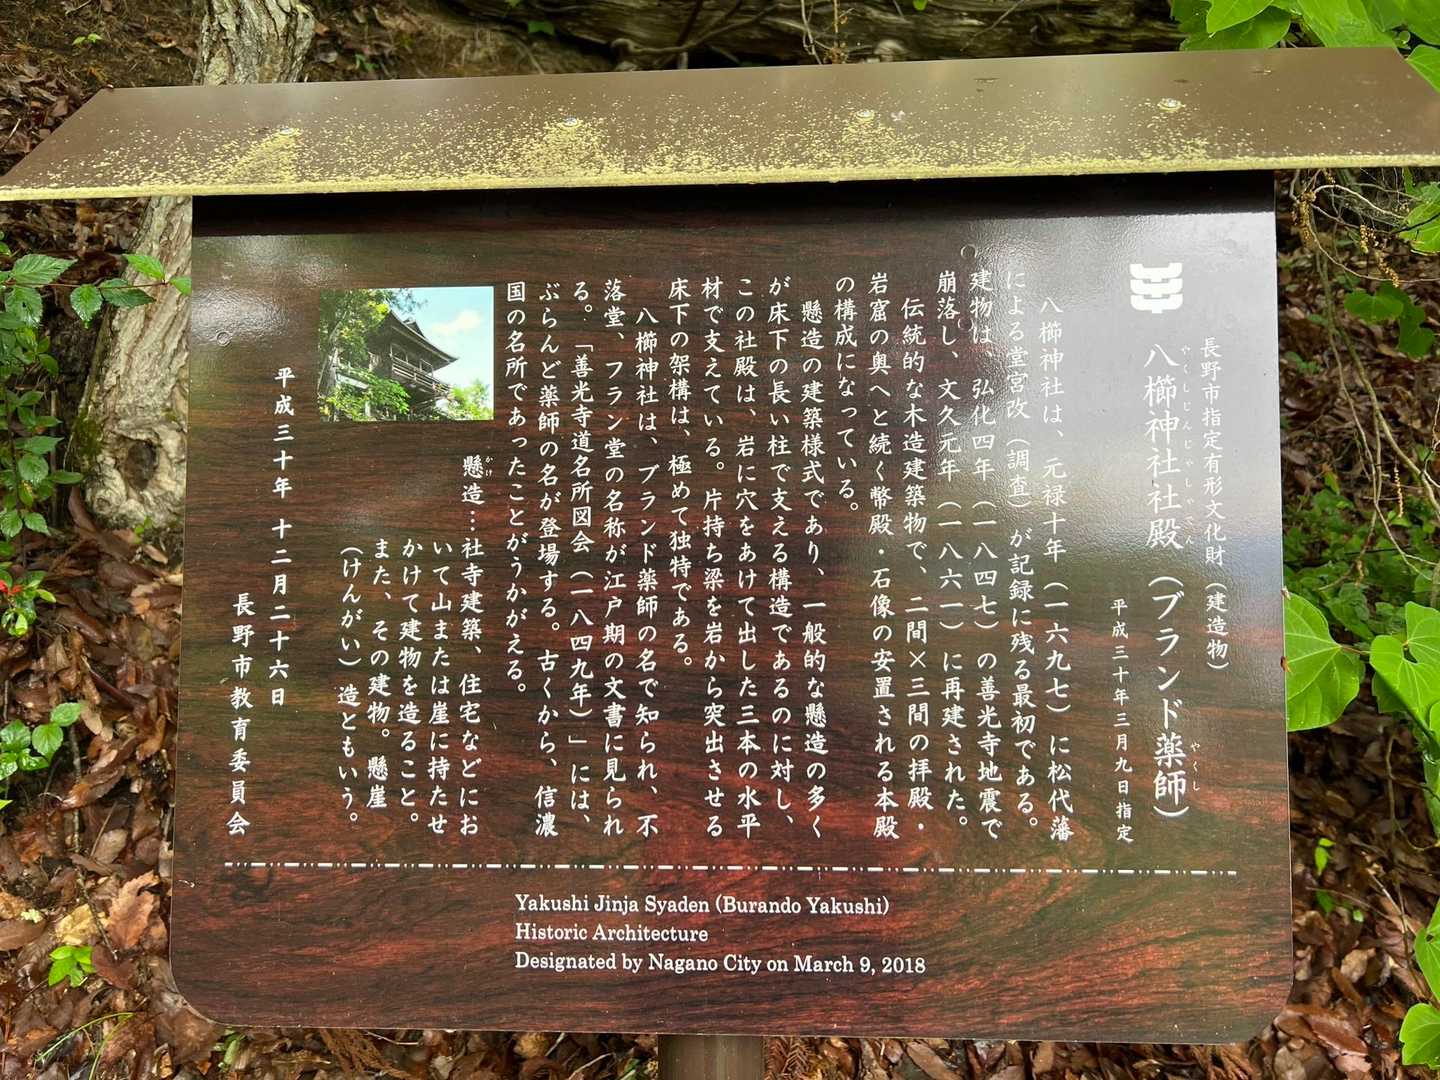 長野市指定有形文化財（建造物）
八櫛神社社殿（ブランド薬師）
やくしじんじゃしゃでん
やくし
平成三十年三月九日指定
八櫛神社は、元禄十年（一六九七）に松代藩
による堂宮改（調査）が記録に残る最初である。
建物は、弘化四年（一八四七）の善光寺地震で
崩落し、文久元年（一八六一）に再建された。
伝統的な木造建築物で、二間×三間の拝殿・
岩窟の奥へと続く幣殿・石像の安置される本殿
の構成になっている。
懸造の建築様式であり、一般的な懸造の多く
が床下の長い柱で支える構造であるのに対し、
この社殿は、岩に穴をあけて出した三本の水平
材で支えている。片持ち梁を岩から突出させる
床下の架構は、極めて独特である。
八櫛神社は、ブランド薬師の名で知られ、不
落堂、フラン堂の名称が江戸期の文書に見られ
る。「善光寺道名所図会（一八四九年）」には、
ぶらんど薬師の名が登場する。古くから、信濃
国の名所であったことがうかがえる。
懸造…社寺建築、住宅などにお
かけ
いて山または崖に持たせ
かけて建物を造ること。
また、その建物。懸崖
（けんがい）造ともいう。
平成三十年十二月二十六日
長野市教育委員会
Yakushi Jinja Syaden (Burando Yakushi)
Historic Architecture
Designated by Nagano City on March 9, 2018